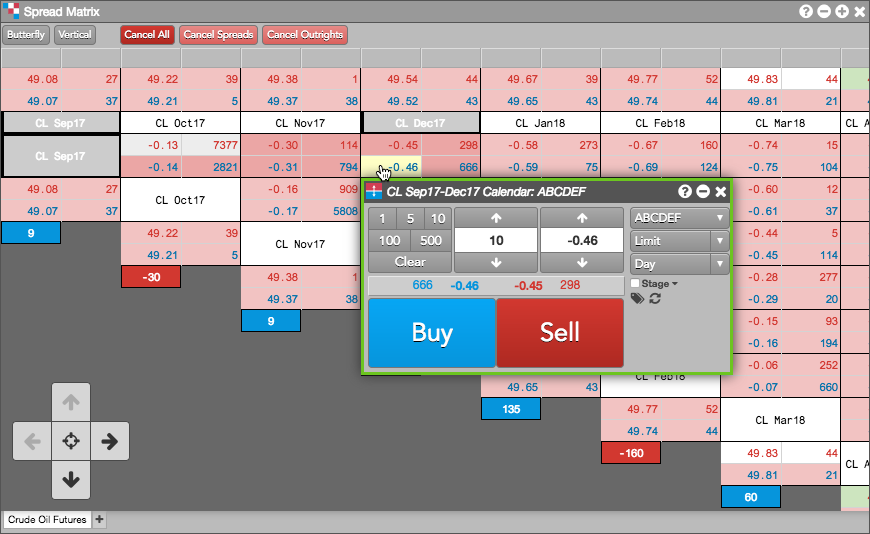 Spread Matrix
Butterfly Vertical Cancel All Cancel Spreads Cancel Outrights
49.08 27 49.22 39 49.38 1 49.54 44 49.67 39 49.77 52 49.83 44
49.07 37 49.21 5 49.37 38 49.52 43 49.65 43 49.74 44 49.81 21
CL Sep17 CL Oct17 CL Nov17 CL Dec17 CL Jan18 CL Feb18 CL Mar18 CL A
-0.13 7377 -0.30 114 -0.45 298 -0.58 273 -0.67 160 -0.74 15
CL Sep17
-0.14 2821 -0.31 794 -0.46 666 -0.59 75 -0.69 124 -0.75 104
49.08 27 -0.16 909 -0.60 12
CL Oct17
49.07 37 -0.17 5808 -0.61 37
CL Sep17-Dec17 Calendar: ABCDEF
1 5 10 ABCDEF
100 500 10 -0.46 Limit
Clear Day
666 -0.46 -0.45 298 Stage
Buy Sell
9 49.22 39 CL Nov17 -0.44 5
49.21 5 -0.45 114
-30 49.38 1 -0.28 277
49.37 38 -0.29 20
9 -0.15 93
-0.16 194
-0.06 252
CL Feb18
49.65 43 -0.07 660
135 49.77 52 CL Mar18
49.74 44
-160 49.83 44 CL A
49.81 21
60
Crude Oil Futures +